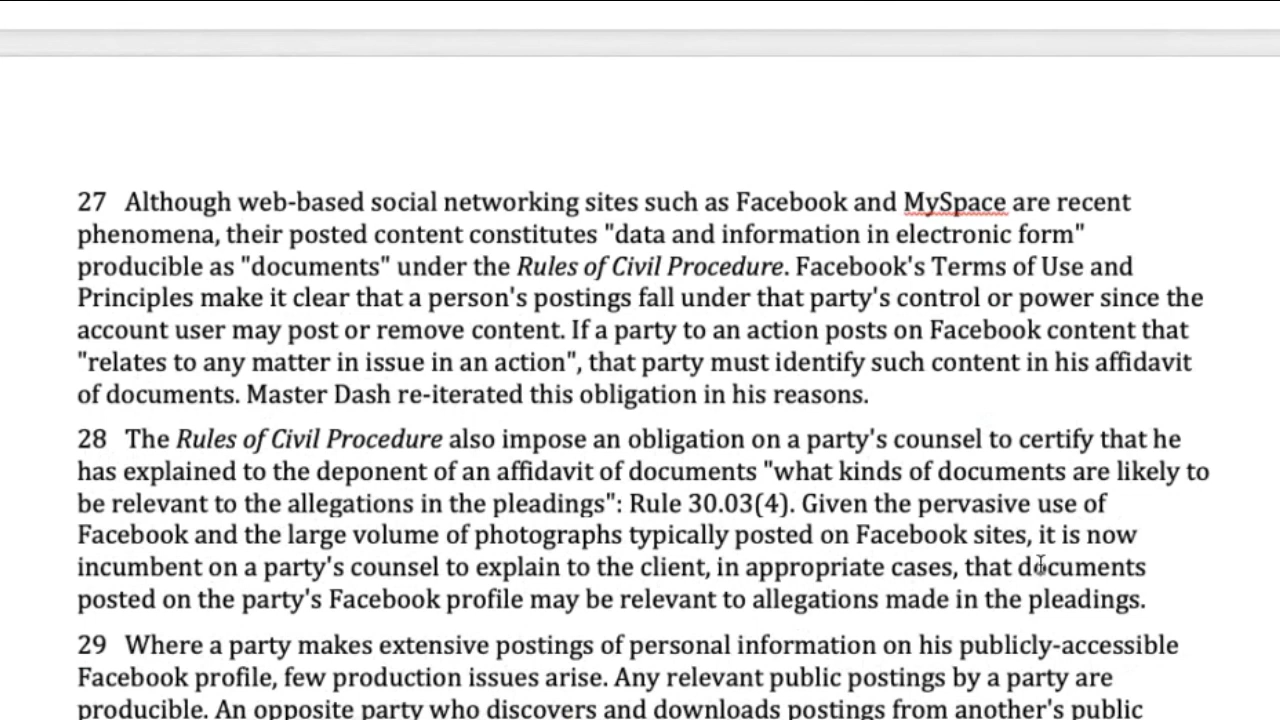 27 Although web-based social networking sites such as Facebook and MySpace are recent
phenomena, their posted content constitutes "data and information in electronic form"
producible as "documents" under the Rules of Civil Procedure. Facebook's Terms of Use and
Principles make it clear that a person's postings fall under that party's control or power since the
account user may post or remove content. If a party to an action posts on Facebook content that
"relates to any matter in issue in an action", that party must identify such content in his affidavit
of documents. Master Dash re-iterated this obligation in his reasons.
28 The Rules of Civil Procedure also impose an obligation on a party's counsel to certify that he
has explained to the deponent of an affidavit of documents "what kinds of documents are likely to
be relevant to the allegations in the pleadings": Rule 30.03(4). Given the pervasive use of
Facebook and the large volume of photographs typically posted on Facebook sites, it is now
incumbent on a party's counsel to explain to the client, in appropriate cases, that documents
posted on the party's Facebook profile may be relevant to allegations made in the pleadings.
29 Where a party makes extensive postings of personal information on his publicly-accessible
Facebook profile, few production issues arise. Any relevant public postings by a party are
producible. An opposite party who discovers and downloads postings from another's public